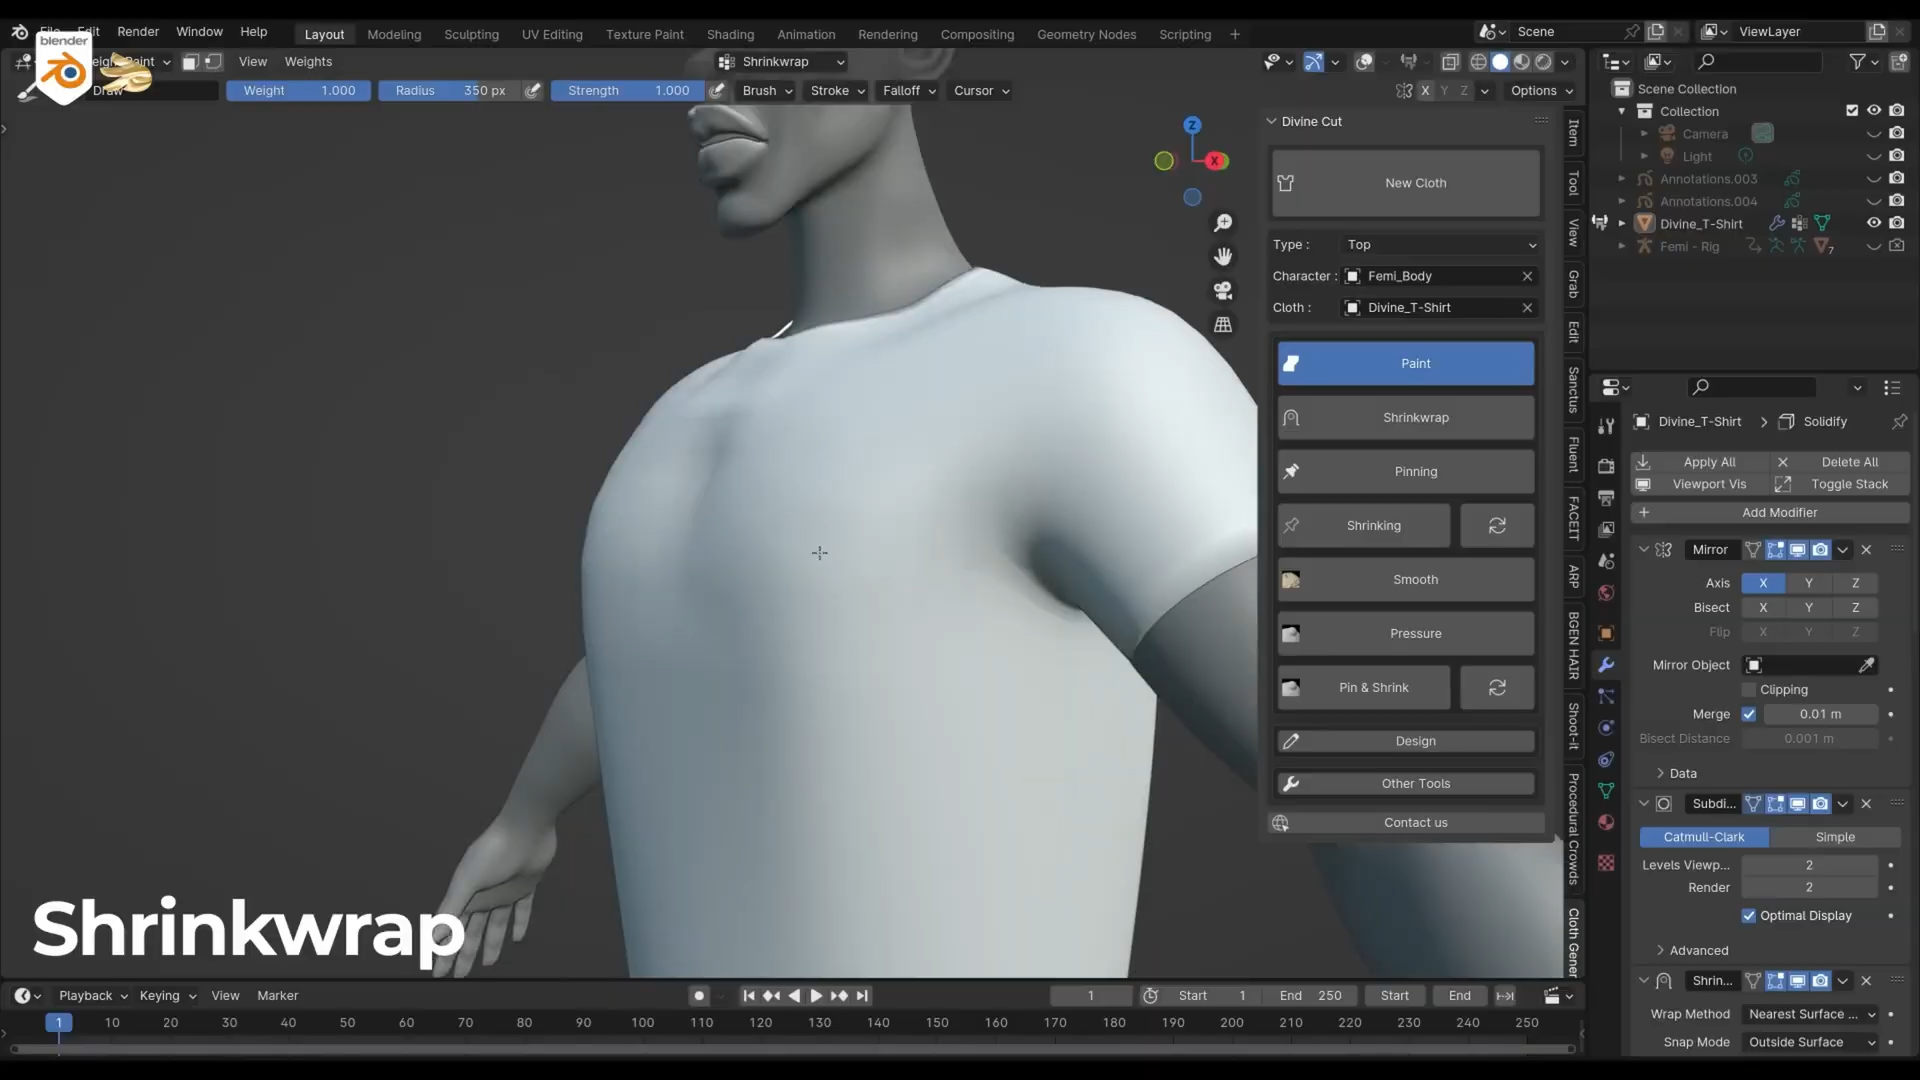 File Edit Render Window Help
Layout Modeling Sculpting UV Editing Texture Paint Shading Animation Rendering Compositing Geometry Nodes Scripting +
Scene
ViewLayer
blender
View Weights
Shrinkwrap
Draw
Weight 1.000
Radius 350 px
Strength 1.000
Brush Stroke Falloff Cursor
X Y Z
Options
Z
X
Divine Cut
New Cloth
Type : Top
Character : Femi_Body
Cloth : Divine_T-Shirt
Paint
Shrinkwrap
Pinning
Shrinking
Smooth
Pressure
Pin & Shrink
Design
Other Tools
Contact us
Item
Tool
View
Grab
Edit
Sanctus
Fluent
FACEIT
ARP
BGEN HAIR
Shoot-it
Procedural Crowds
Cloth Gener
Scene Collection
Collection
Camera
Light
Annotations.003
Annotations.004
Divine_T-Shirt
Femi - Rig
7
Divine_T-Shirt > Solidify
Apply All Delete All
Viewport Vis Toggle Stack
Add Modifier
Mirror
Axis X Y Z
Bisect X Y Z
Flip X Y Z
Mirror Object
Clipping
Merge 0.01 m
Bisect Distance 0.001 m
Data
Subdi...
Catmull-Clark Simple
Levels Viewp... 2
Render 2
Optimal Display
Advanced
Shrin...
Wrap Method Nearest Surface ...
Snap Mode Outside Surface
Shrinkwrap
Playback Keying View Marker
1
Start 1 End 250
Start End
1 10 20 30 40 50 60 70 80 90 100 110 120 130 140 150 160 170 180 190 200 210 220 230 240 250